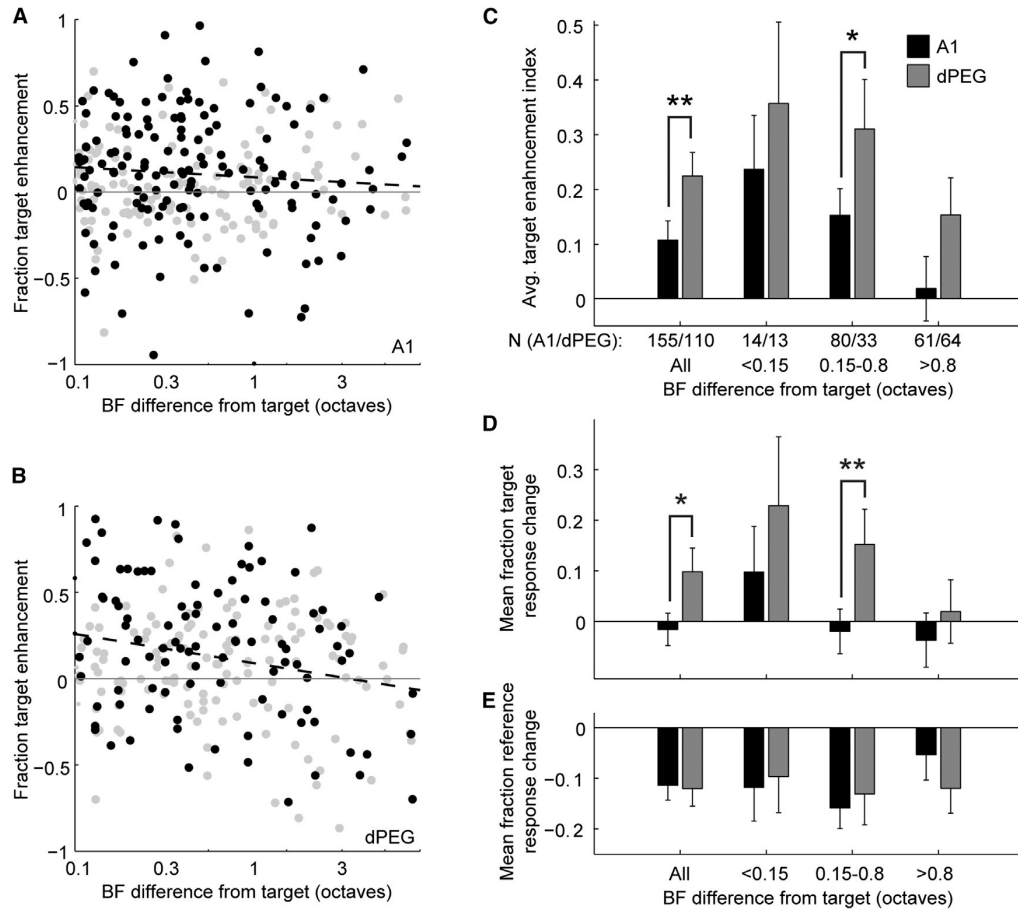 A
Fraction target enhancement
1
0.5
0
−0.5
−1
A1
0.1
0.3
1
3
BF difference from target (octaves)
B
Fraction target enhancement
1
0.5
0
−0.5
−1
dPEG
0.1
0.3
1
3
BF difference from target (octaves)
C
Avg. target enahncement index
0.5
0.4
0.3
0.2
0.1
0
A1
dPEG
**
*
N (A1/dPEG): 155/110 14/13 80/33 61/64
All <0.15 0.15-0.8 >0.8
BF difference from target (octaves)
D
Mean fraction target
response change
0.3
0.2
0.1
0
*
**
E
Mean fraction reference
response change
0
−0.1
−0.2
All <0.15 0.15-0.8 >0.8
BF difference from target (octaves)